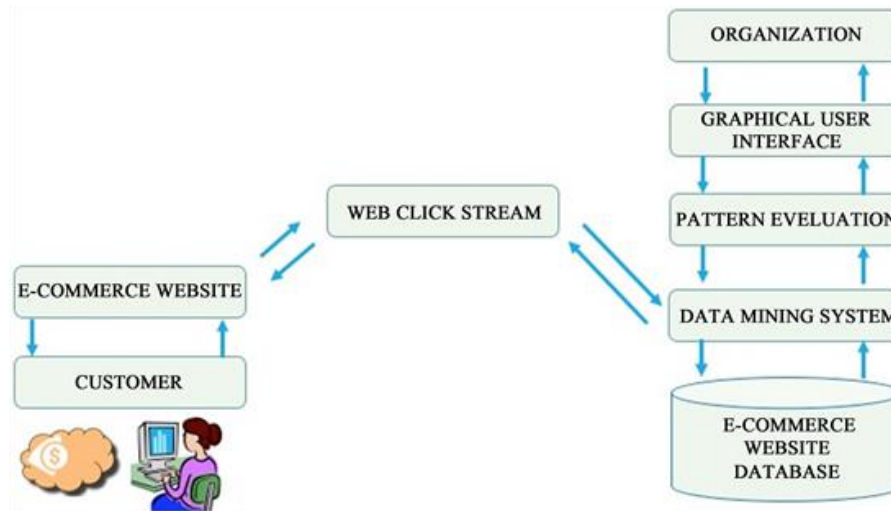 ORGANIZATION
GRAPHICAL USER
INTERFACE
PATTERN EVELUATION
DATA MINING SYSTEM
E-COMMERCE
WEBSITE
DATABASE
WEB CLICK STREAM
E-COMMERCE WEBSITE
CUSTOMER
$